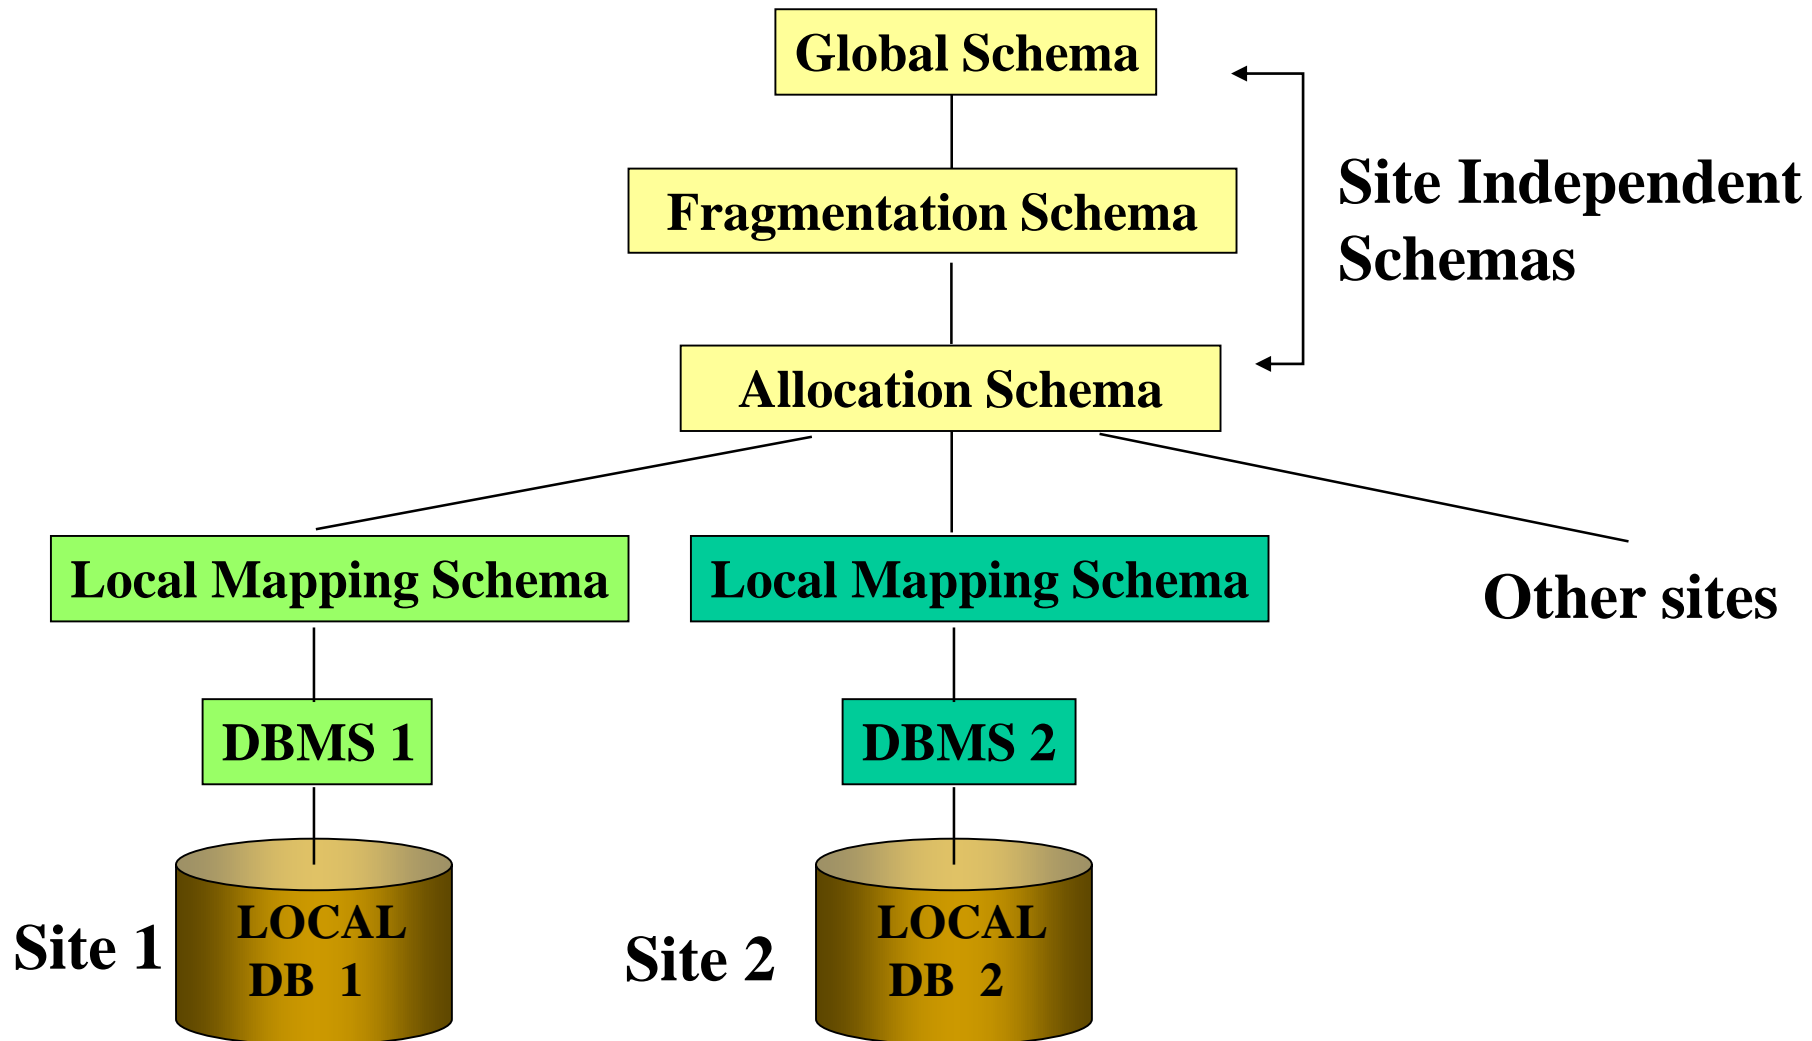 Global Schema
Site Independent
Schemas
Fragmentation Schema
Allocation Schema
Local Mapping Schema
Local Mapping Schema
Other sites
DBMS 1
DBMS 2
Site 1
LOCAL
DB 1
Site 2
LOCAL
DB 2